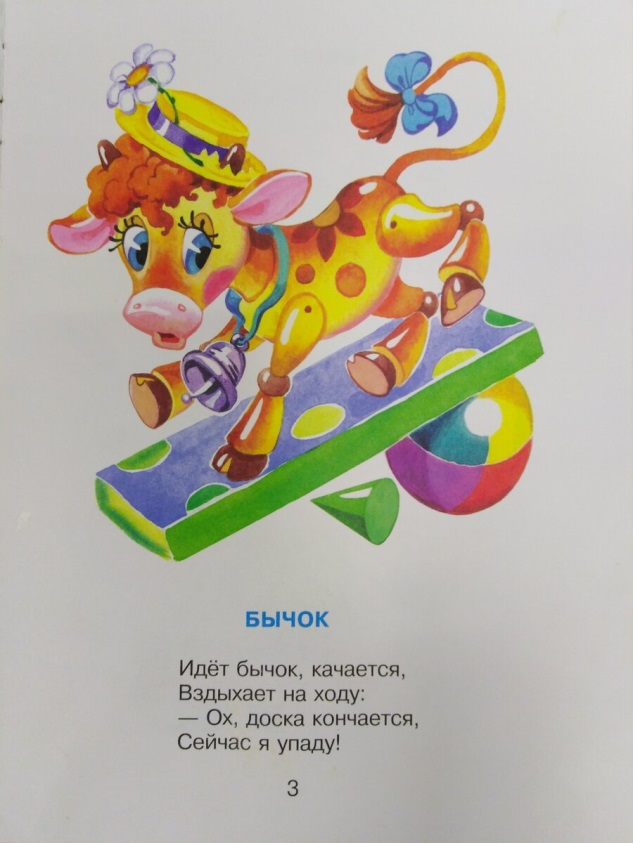 БЫЧОК
Идёт бычок, качается,
Вздыхает на ходу:
— Ох, доска кончается,
Сейчас я упаду!
3